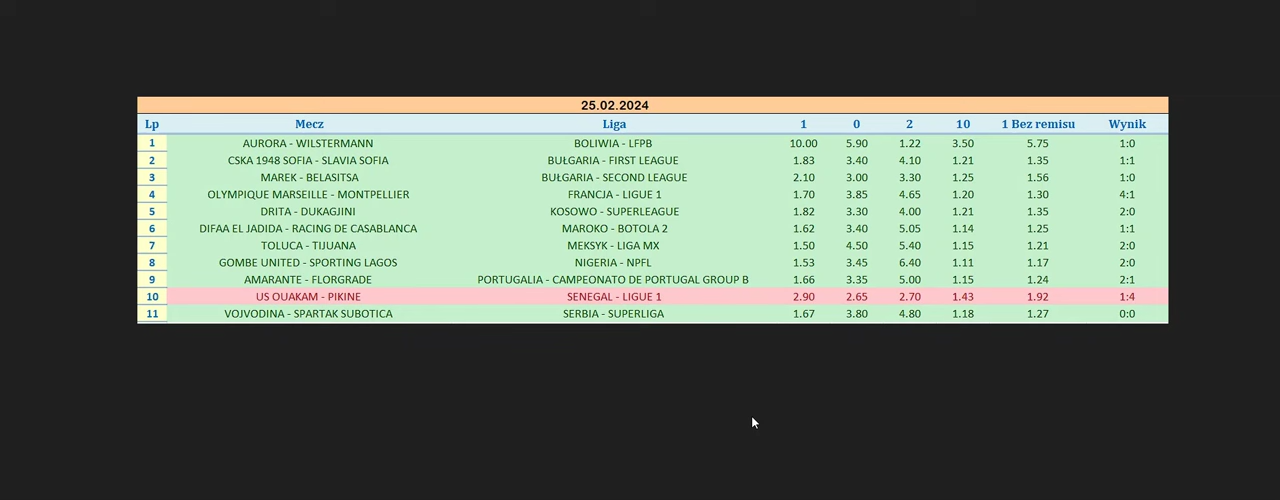 25.02.2024
Lp Mecz Liga 1 0 2 10 1 Bez remisu Wynik
1 AURORA - WILSTERMANN BOLIWIA - LFPB 10.00 5.90 1.22 3.50 5.75 1:0
2 CSKA 1948 SOFIA - SLAVIA SOFIA BUŁGARIA - FIRST LEAGUE 1.83 3.40 4.10 1.21 1.35 1:1
3 MAREK - BELASITSA BUŁGARIA - SECOND LEAGUE 2.10 3.00 3.30 1.25 1.56 1:0
4 OLYMPIQUE MARSEILLE - MONTPELLIER FRANCJA - LIGUE 1 1.70 3.85 4.65 1.20 1.30 4:1
5 DRITA - DUKAGJINI KOSOWO - SUPERLEAGUE 1.82 3.30 4.00 1.21 1.35 2:0
6 DIFAA EL JADIDA - RACING DE CASABLANCA MAROKO - BOTOLA 2 1.62 3.40 5.05 1.14 1.25 1:1
7 TOLUCA - TIJUANA MEKSYK - LIGA MX 1.50 4.50 5.40 1.15 1.21 2:0
8 GOMBE UNITED - SPORTING LAGOS NIGERIA - NPFL 1.53 3.45 6.40 1.11 1.17 2:0
9 AMARANTE - FLORGRADE PORTUGALIA - CAMPEONATO DE PORTUGAL GROUP B 1.66 3.35 5.00 1.15 1.24 2:1
10 US OUAKAM - PIKINE SENEGAL - LIGUE 1 2.90 2.65 2.70 1.43 1.92 1:4
11 VOJVODINA - SPARTAK SUBOTICA SERBIA - SUPERLIGA 1.67 3.80 4.80 1.18 1.27 0:0